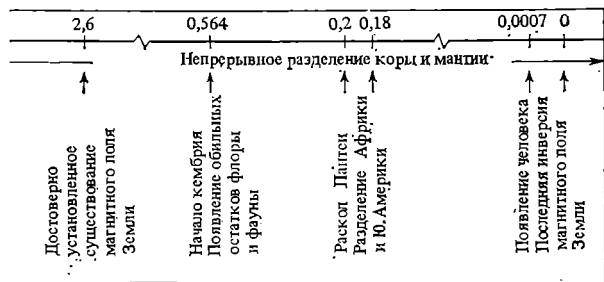 2,6 0,564 0,2 0,18 0,0007 0
Непрерывное разделение коры и мантии
Достоверно
установленное
существование
магнитного поля
Земли
Начало кембрия
Появление обильных
остатков флоры
и фауны
Раскол Пангеи
Разделение Африки
и Ю. Америки
Появление человека
Последняя инверсия
магнитного поля
Земли